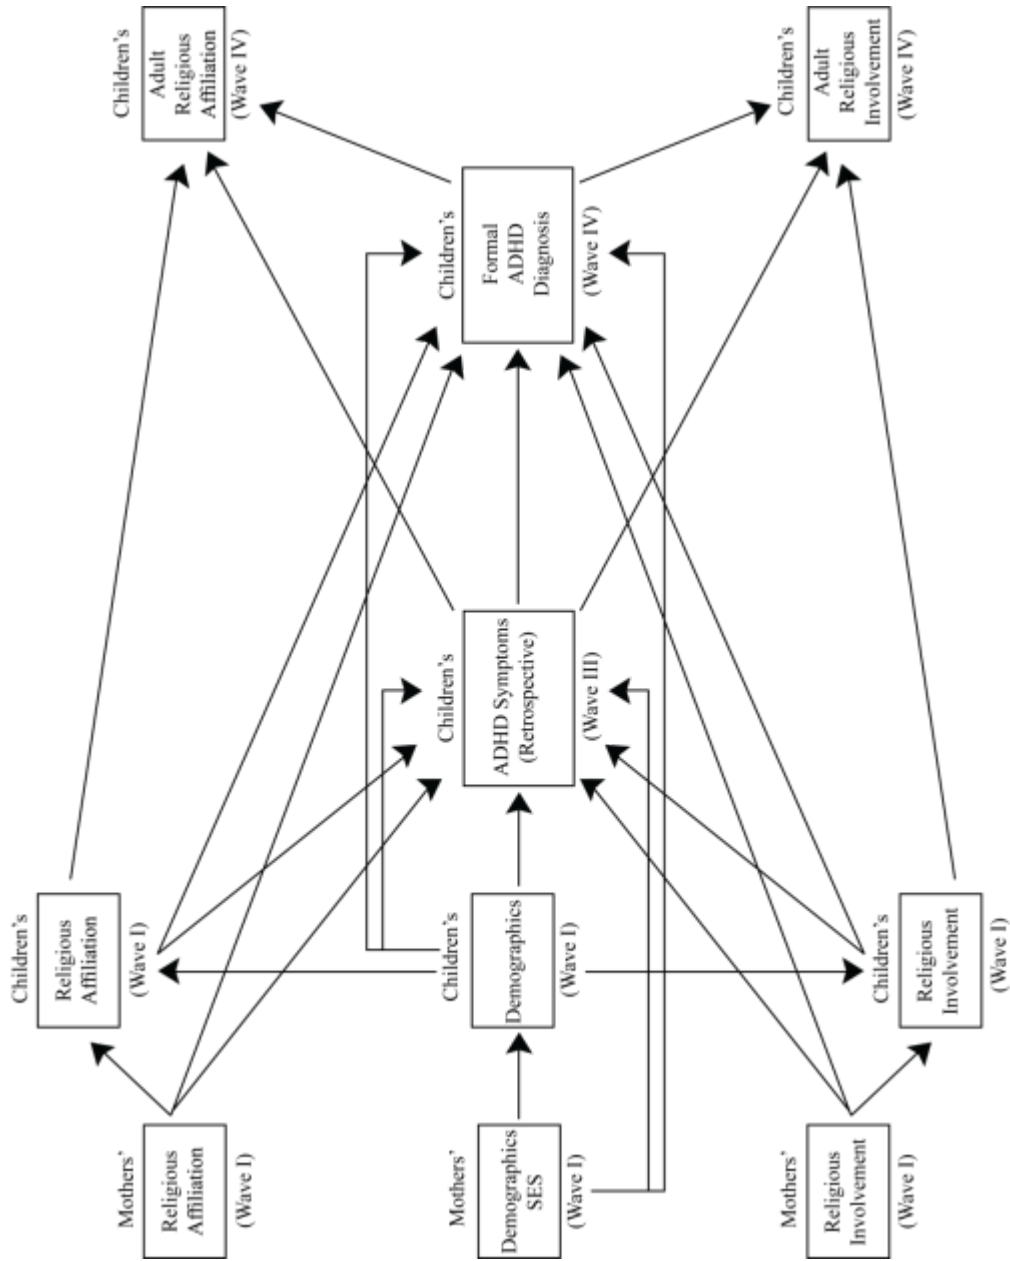 Mothers’
Religious
Affiliation
(Wave I)
Mothers’
Demographics
SES
(Wave I)
Mothers’
Religious
Involvement
(Wave I)
Children’s
Religious
Affiliation
(Wave I)
Children’s
Demographics
(Wave I)
Children’s
Religious
Involvement
(Wave I)
Children’s
ADHD Symptoms
(Retrospective)
(Wave III)
Children’s
Formal
ADHD
Diagnosis
(Wave IV)
Children’s
Adult
Religious
Affiliation
(Wave IV)
Children’s
Adult
Religious
Involvement
(Wave IV)